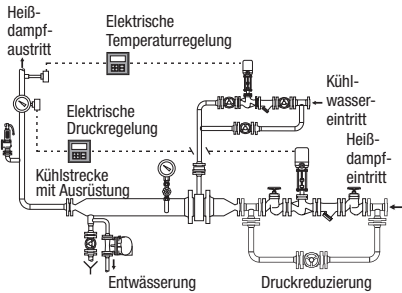 Heiß-
dampf-
austritt
Elektrische
Temperaturregelung
Kühl-
wasser-
eintritt
Elektrische
Druckregelung
Heiß-
dampf-
eintritt
Kühlstrecke
mit Ausrüstung
Entwässerung
Druckreduzierung